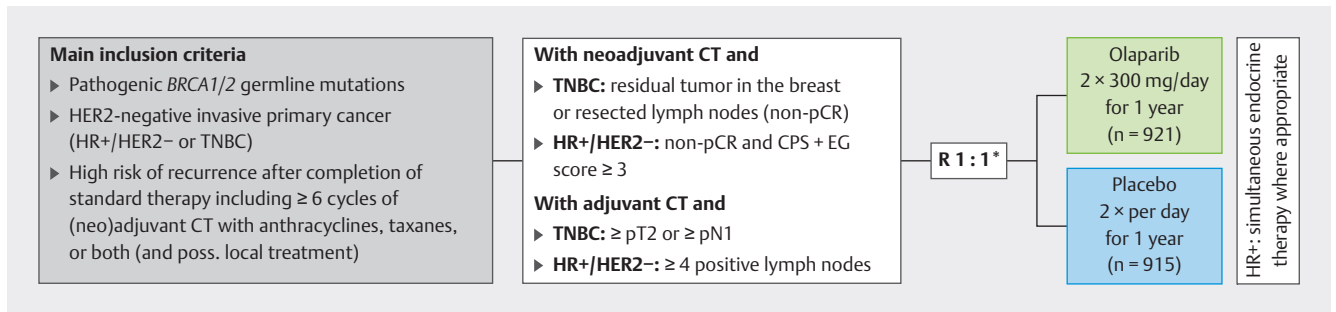 Main inclusion criteria
▶ Pathogenic BRCA1/2 germline mutations
▶ HER2-negative invasive primary cancer
(HR+/HER2− or TNBC)
▶ High risk of recurrence after completion of
standard therapy including ≥ 6 cycles of
(neo)adjuvant CT with anthracyclines, taxanes,
or both (and poss. local treatment)
With neoadjuvant CT and
▶ TNBC: residual tumor in the breast
or resected lymph nodes (non-pCR)
▶ HR+/HER2−: non-pCR and CPS + EG
score ≥ 3
With adjuvant CT and
▶ TNBC: ≥ pT2 or ≥ pN1
▶ HR+/HER2−: ≥ 4 positive lymph nodes
R 1 : 1*
Olaparib
2 × 300 mg/day
for 1 year
(n = 921)
Placebo
2 × per day
for 1 year
(n = 915)
HR+: simultaneous endocrine
therapy where appropriate